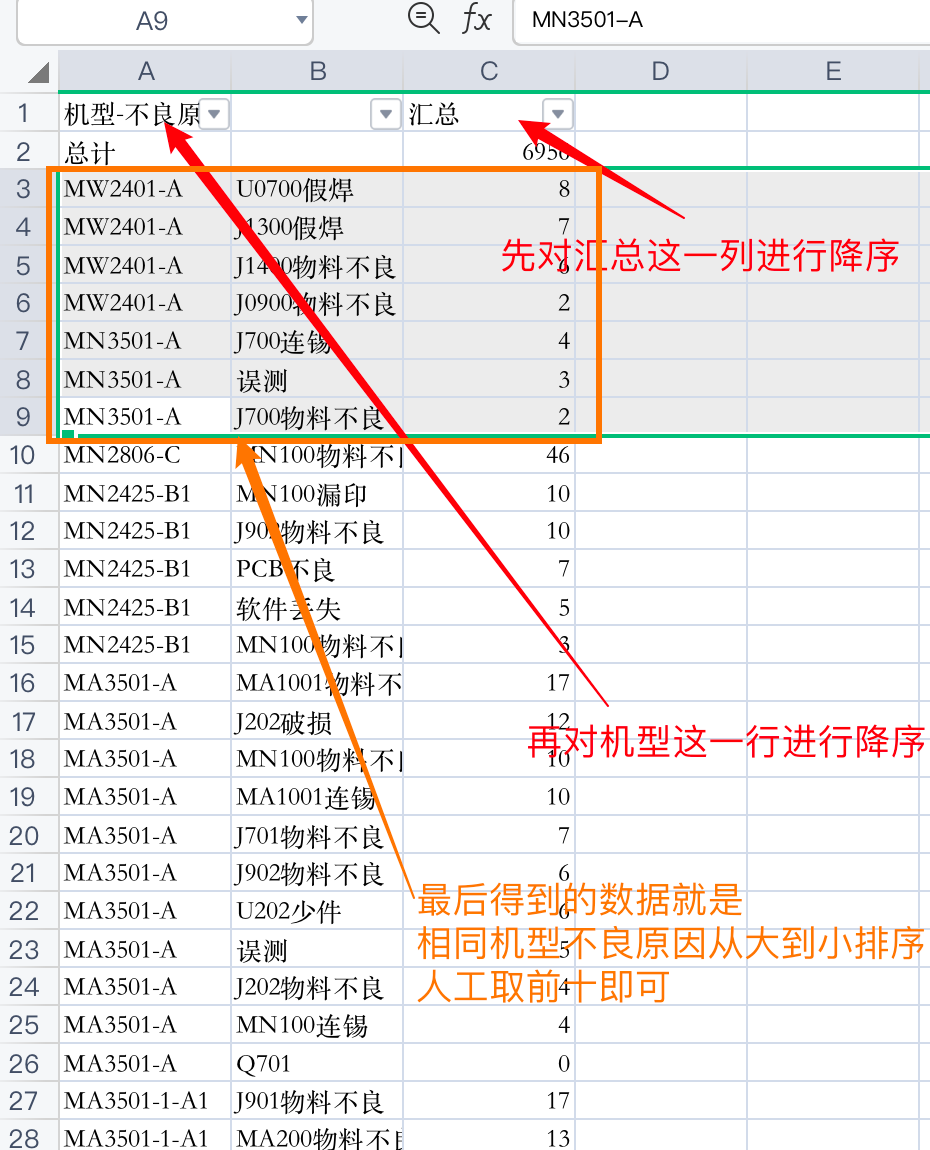 A9 fx MN3501-A
A B C D E
1 机型-不良原 汇总
2 总计 6956
3 MW2401-A U0700假焊 8
4 MW2401-A J1300假焊 7
先对汇总这一列进行降序
5 MW2401-A J1400物料不良 6
6 MW2401-A J0900物料不良 2
7 MN3501-A J700连锡 4
8 MN3501-A 误测 3
9 MN3501-A J700物料不良 2
10 MN2806-C MN100物料不 46
11 MN2425-B1 MN100漏印 10
12 MN2425-B1 J902物料不良 10
13 MN2425-B1 PCB不良 7
14 MN2425-B1 软件丢失 5
15 MN2425-B1 MN100物料不 3
16 MA3501-A MA1001物料不 17
17 MA3501-A J202破损 12
再对机型这一行进行降序
18 MA3501-A MN100物料不 10
19 MA3501-A MA1001连锡 10
20 MA3501-A J701物料不良 7
21 MA3501-A J902物料不良 6
最后得到的数据就是
22 MA3501-A U202少件 6
相同机型不良原因从大到小排序
23 MA3501-A 误测 5
人工取前十即可
24 MA3501-A J202物料不良 4
25 MA3501-A MN100连锡 4
26 MA3501-A Q701 0
27 MA3501-1-A1 J901物料不良 17
28 MA3501-1-A1 MA200物料不 13